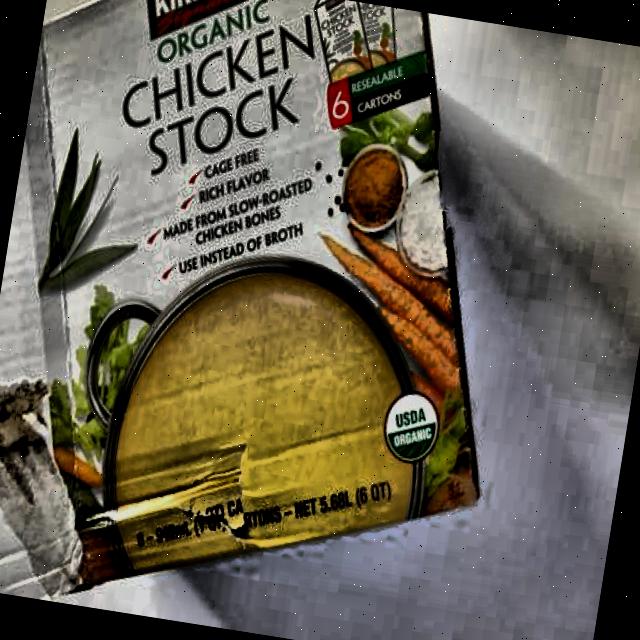 ORGANIC
CHICKEN
STOCK
6 RESEALABLE
CARTONS
CAGE FREE
RICH FLAVOR
MADE FROM SLOW-ROASTED
CHICKEN BONES
USE INSTEAD OF BROTH
USDA
ORGANIC
NET 5.68L (6 QT)